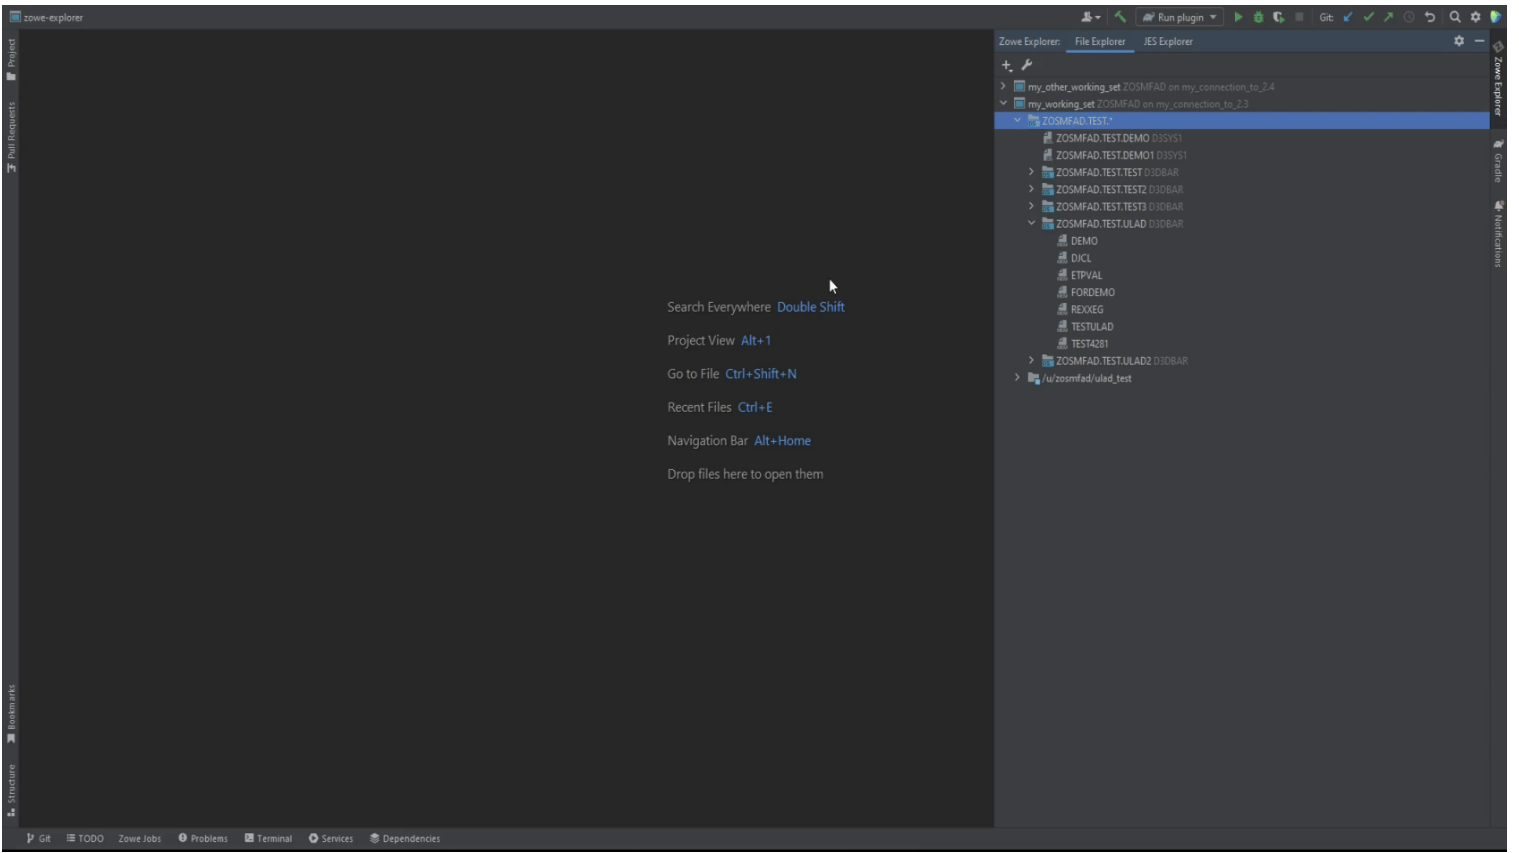 zowe-explorer
Run plugin
Git:
Project
Pull Requests
Bookmarks
Structure
Search Everywhere Double Shift
Project View Alt+1
Go to File Ctrl+Shift+N
Recent Files Ctrl+E
Navigation Bar Alt+Home
Drop files here to open them
Zowe Explorer: File Explorer JES Explorer
my_other_working_set ZOSMFAD on my_connection_to_2.4
my_working_set ZOSMFAD on my_connection_to_2.3
ZOSMFAD.TEST.*
ZOSMFAD.TEST.DEMO D3SYS1
ZOSMFAD.TEST.DEMO1 D3SYS1
ZOSMFAD.TEST.TEST D3DBAR
ZOSMFAD.TEST.TEST2 D3DBAR
ZOSMFAD.TEST.TEST3 D3DBAR
ZOSMFAD.TEST.ULAD D3DBAR
DEMO
DJCL
ETPVAL
FORDEMO
REXXEG
TESTULAD
TEST4281
ZOSMFAD.TEST.ULAD2 D3DBAR
/u/zosmfad/ulad_test
Zowe Explorer
Gradle
Notifications
Git TODO Zowe Jobs Problems Terminal Services Dependencies